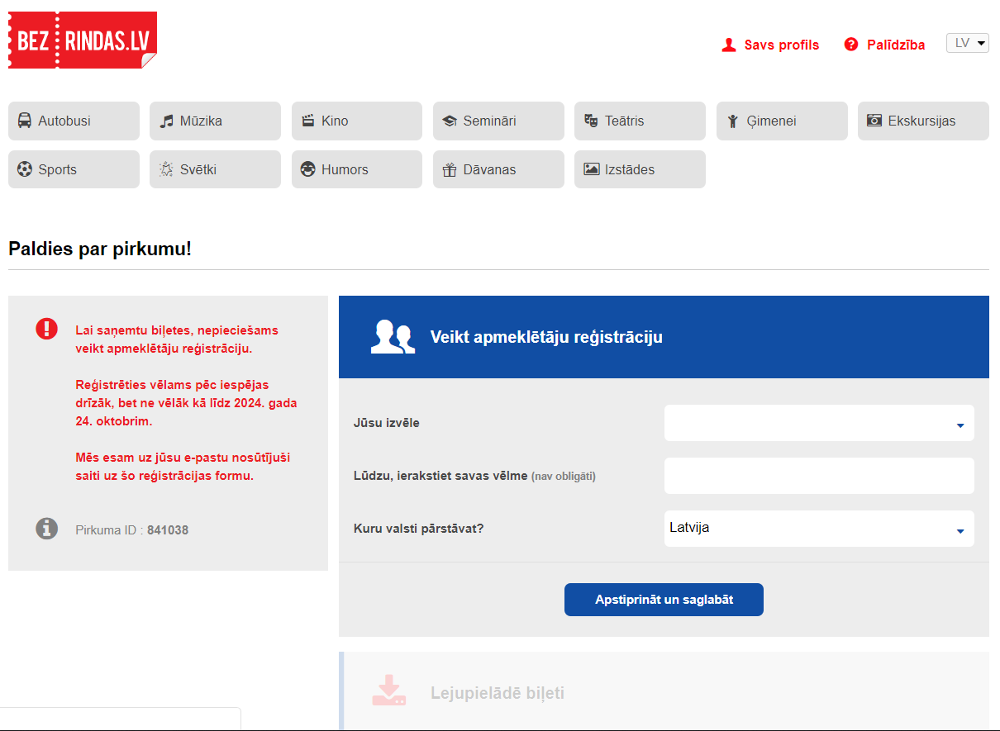 BEZ RINDAS.LV
Savs profils
Palīdzība
LV
Autobusi
Mūzika
Kino
Semināri
Teātris
Ģimenei
Ekskursijas
Sports
Svētki
Humors
Dāvanas
Izstādes
Paldies par pirkumu!
Lai saņemtu biļetes, nepieciešams
veikt apmeklētāju reģistrāciju.
Reģistrēties vēlams pēc iespējas
drīzāk, bet ne vēlāk kā līdz 2024. gada
24. oktobrim.
Mēs esam uz jūsu e-pastu nosūtījuši
saiti uz šo reģistrācijas formu.
Pirkuma ID : 841038
Veikt apmeklētāju reģistrāciju
Jūsu izvēle
Lūdzu, ierakstiet savas vēlme (nav obligāti)
Kuru valsti pārstāvat?
Latvija
Apstiprināt un saglabāt
Lejupielādē biļeti